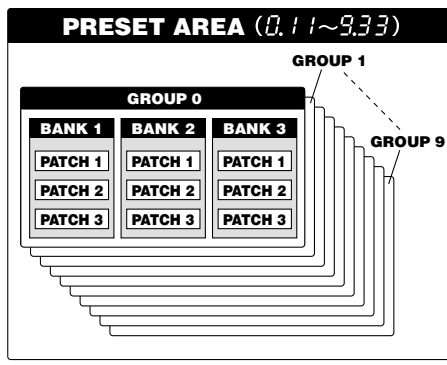 PRESET AREA (0.11~9.33)
GROUP 1
GROUP 0
GROUP 9
BANK 1 BANK 2 BANK 3
PATCH 1 PATCH 1 PATCH 1
PATCH 2 PATCH 2 PATCH 2
PATCH 3 PATCH 3 PATCH 3